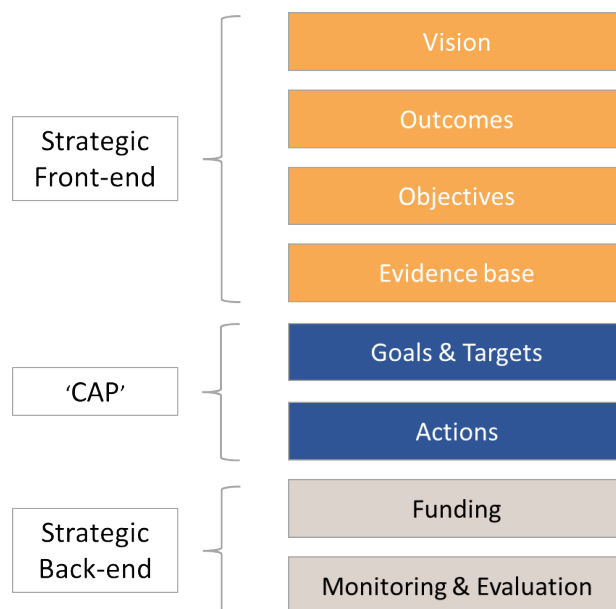 Strategic
Front-end
Vision
Outcomes
Objectives
Evidence base
‘CAP’
Goals & Targets
Actions
Strategic
Back-end
Funding
Monitoring & Evaluation